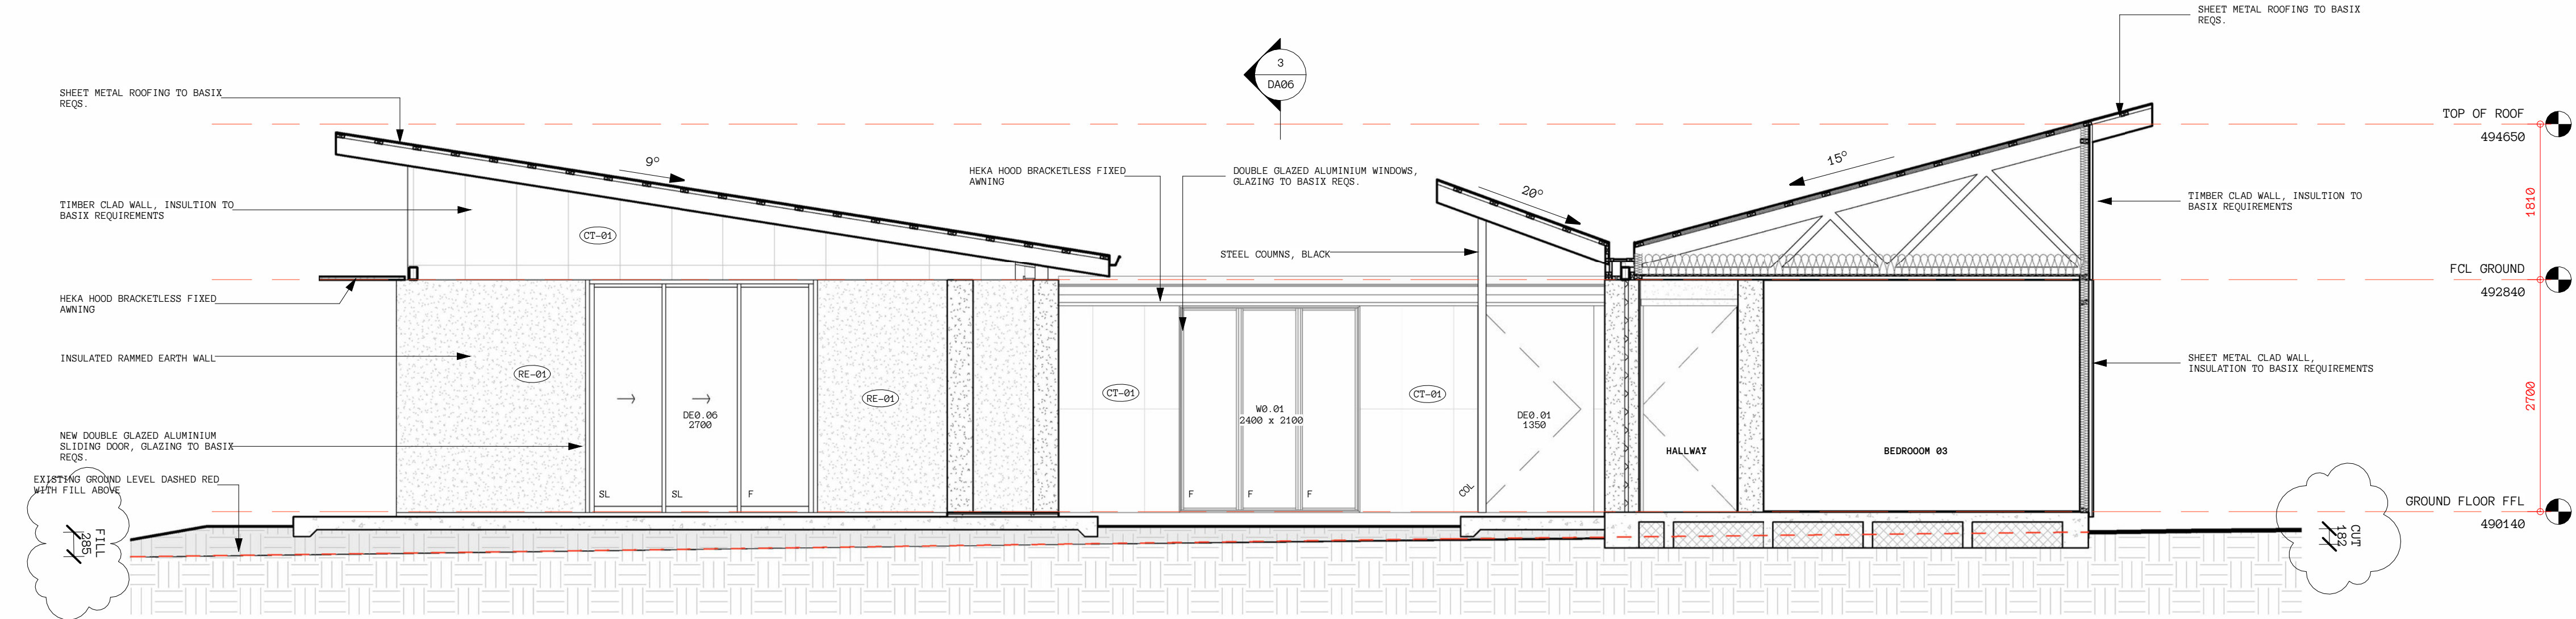 SHEET METAL ROOFING TO BASIX
REQS.
3
DA06
SHEET METAL ROOFING TO BASIX
REQS.
TOP OF ROOF
494650
9°
15°
20°
HEKA HOOD BRACKETLESS FIXED
AWNING
DOUBLE GLAZED ALUMINIUM WINDOWS,
GLAZING TO BASIX REQS.
TIMBER CLAD WALL, INSULTION TO
BASIX REQUIREMENTS
TIMBER CLAD WALL, INSULTION TO
BASIX REQUIREMENTS
1810
CT-01
STEEL COUMNS, BLACK
FCL GROUND
492840
HEKA HOOD BRACKETLESS FIXED
AWNING
INSULATED RAMMED EARTH WALL
SHEET METAL CLAD WALL,
INSULATION TO BASIX REQUIREMENTS
RE-01
RE-01
CT-01
CT-01
2700
DE0.06
2700
W0.01
2400 x 2100
DE0.01
1350
NEW DOUBLE GLAZED ALUMINIUM
SLIDING DOOR, GLAZING TO BASIX
REQS.
HALLWAY
BEDROOOM 03
EXISTING GROUND LEVEL DASHED RED
WITH FILL ABOVE
SL
SL
F
F
F
F
COL
GROUND FLOOR FFL
490140
FILL
285
CUT
182